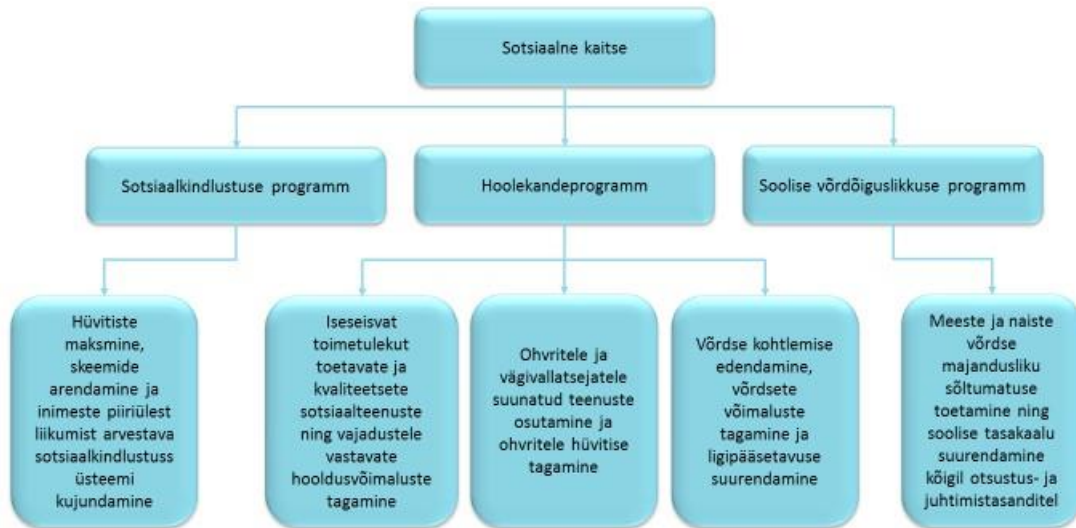 Sotsiaalne kaitse
Sotsiaalkindlustuse programm
Hoolekandeprogramm
Soolise võrdõiguslikkuse programm
Hüvitiste
maksmine,
skeemide
arendamine ja
inimeste piiriülest
liikumist arvestava
sotsiaalkindlustuss
üsteemi
kujundamine
Iseseisvat
toimetulekut
toetavate ja
kvaliteetsete
sotsiaalteenuste
ning vajadustele
vastavate
hooldusvõimaluste
tagamine
Ohvritele ja
vägivallatsejatele
suunatud teenuste
osutamine ja
ohvritele hüvitise
tagamine
Võrdse kohtlemise
edendamine,
võrdsete
võimaluste
tagamine ja
ligipääsetavuse
suurendamine
Meeste ja naiste
võrdse
majandusliku
sõltumatuse
toetamine ning
soolise tasakaalu
suurendamine
kõigil otsustus- ja
juhtimistasanditel